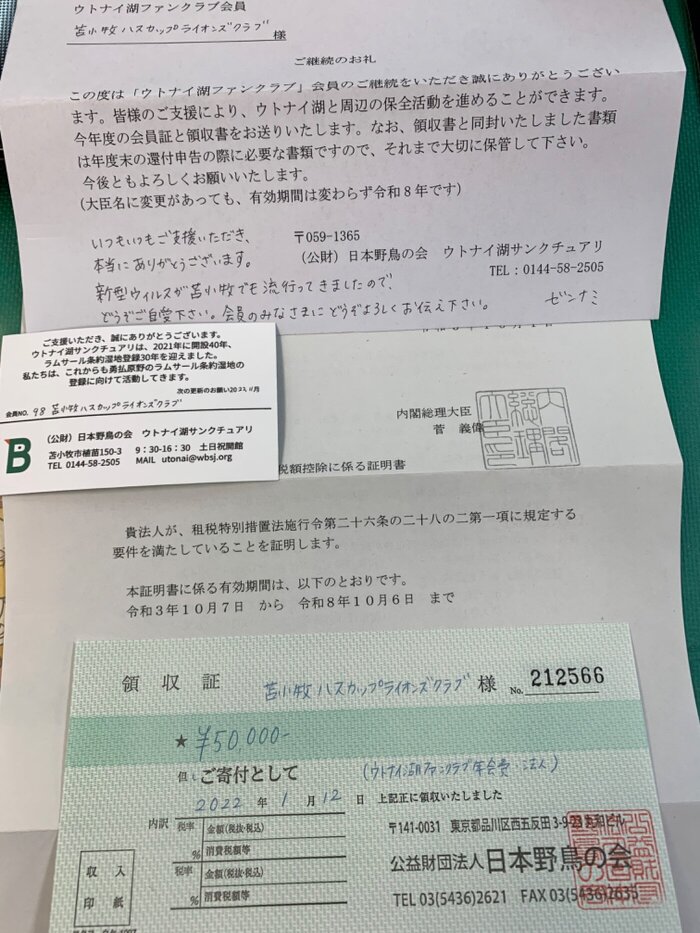 ウトナイ湖ファンクラブ会員
苫小牧ハスカップライオンズクラブ 様
ご継続のお礼
この度は「ウトナイ湖ファンクラブ」会員のご継続をいただき誠にありがとうござい
ます。皆様のご支援により、ウトナイ湖と周辺の保全活動を進めることができます。
今年度の会員証と領収書をお送りいたします。なお、領収書と同封いたしました書類
は年度末の還付申告の際に必要な書類ですので、それまで大切に保管して下さい。
今後ともよろしくお願いいたします。
(大臣名に変更があっても、有効期間は変わらず令和8年です)
いつもいつもご支援いただき、
本当にありがとうございます。
〒059-1365
(公財)日本野鳥の会 ウトナイ湖サンクチュアリ
TEL:0144-58-2505
新型ウィルスが苫小牧でも流行ってきましたので、
どうぞご自愛下さい。会員のみなさまにどうぞよろしくお伝え下さい。 ゼンナミ
ご支援いただき、誠にありがとうございます。
ウトナイ湖サンクチュアリは、2021年に開設40年、
ラムサール条約湿地登録30年を迎えました。
私たちは、これからも勇払原野のラムサール条約湿地の
登録に向けて活動してきます。
次の更新のお願い
会員NO. 98 苫小牧ハスカップライオンズクラブ
(公財)日本野鳥の会 ウトナイ湖サンクチュアリ
苫小牧市植苗150-3 9:30-16:30 土日祝開館
TEL 0144-58-2505 MAIL utonai@wbsj.org
内閣総理大臣
菅 義偉
内閣総理大臣
税額控除に係る証明書
貴法人が、租税特別措置法施行令第二十六条の二十八の二第一項に規定する
要件を満たしていることを証明します。
本証明書に係る有効期間は、以下のとおりです。
令和3年10月7日 から 令和8年10月6日 まで
領収証 苫小牧ハスカップライオンズクラブ 様 No. 212566
★ ¥50,000-
但し ご寄付として (ウトナイ湖ファンクラブ年会費 法人)
2022 年 1 月 12 日 上記正に領収いたしました
内訳 税率 % 金額(税抜・税込)
消費税額等
税率 % 金額(税抜・税込)
消費税額等
収入
印紙
〒141-0031 東京都品川区西五反田3-9-23丸和ビル
公益財団法人 日本野鳥の会
TEL 03(5436)2621 FAX 03(5436)2635